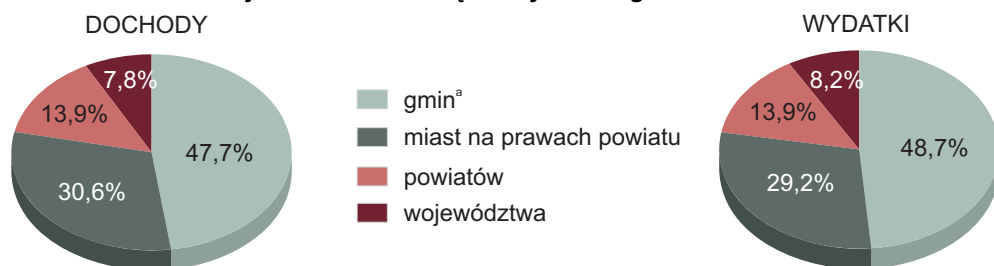 DOCHODY
WYDATKI
7,8%
13,9%
47,7%
30,6%
gminᵃ
miast na prawach powiatu
powiatów
województwa
8,2%
13,9%
48,7%
29,2%